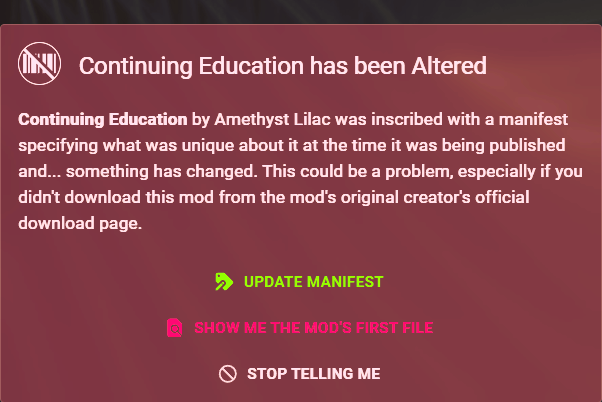 Continuing Education has been Altered
Continuing Education by Amethyst Lilac was inscribed with a manifest
specifying what was unique about it at the time it was being published
and... something has changed. This could be a problem, especially if you
didn't download this mod from the mod's original creator's official
download page.
UPDATE MANIFEST
SHOW ME THE MOD'S FIRST FILE
STOP TELLING ME